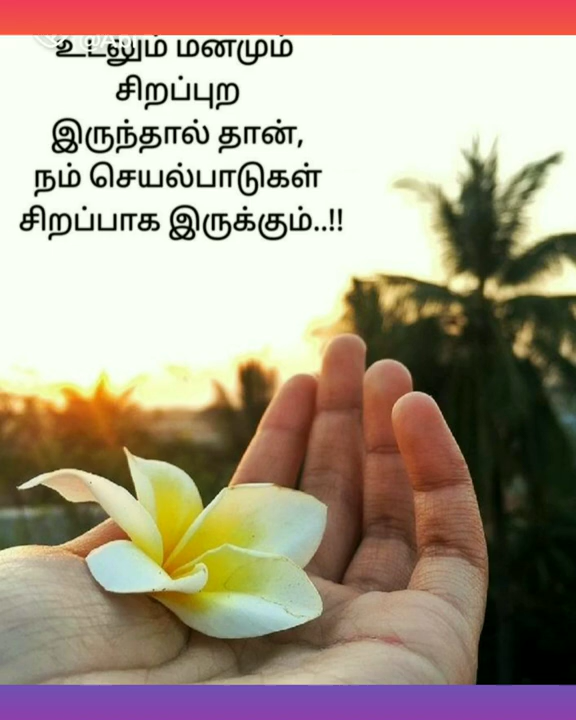 உடலும் மனமும்
சிறப்புற
இருந்தால் தான்,
நம் செயல்பாடுகள்
சிறப்பாக இருக்கும்..!!